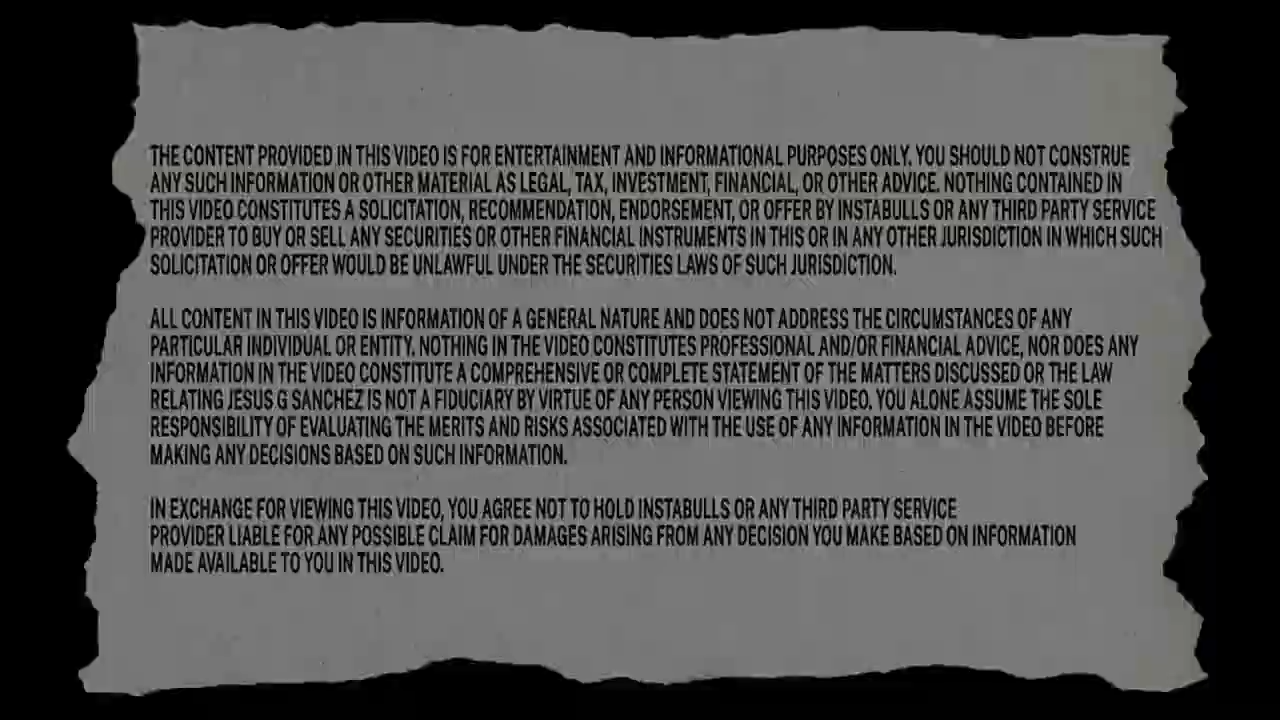 THE CONTENT PROVIDED IN THIS VIDEO IS FOR ENTERTAINMENT AND INFORMATIONAL PURPOSES ONLY. YOU SHOULD NOT CONSTRUE
ANY SUCH INFORMATION OR OTHER MATERIAL AS LEGAL, TAX, INVESTMENT, FINANCIAL, OR OTHER ADVICE. NOTHING CONTAINED IN
THIS VIDEO CONSTITUTES A SOLICITATION, RECOMMENDATION, ENDORSEMENT, OR OFFER BY INSTABULLS OR ANY THIRD PARTY SERVICE
PROVIDER TO BUY OR SELL ANY SECURITIES OR OTHER FINANCIAL INSTRUMENTS IN THIS OR IN ANY OTHER JURISDICTION IN WHICH SUCH
SOLICITATION OR OFFER WOULD BE UNLAWFUL UNDER THE SECURITIES LAWS OF SUCH JURISDICTION.
ALL CONTENT IN THIS VIDEO IS INFORMATION OF A GENERAL NATURE AND DOES NOT ADDRESS THE CIRCUMSTANCES OF ANY
PARTICULAR INDIVIDUAL OR ENTITY. NOTHING IN THE VIDEO CONSTITUTES PROFESSIONAL AND/OR FINANCIAL ADVICE, NOR DOES ANY
INFORMATION IN THE VIDEO CONSTITUTE A COMPREHENSIVE OR COMPLETE STATEMENT OF THE MATTERS DISCUSSED OR THE LAW
RELATING JESUS G SANCHEZ IS NOT A FIDUCIARY BY VIRTUE OF ANY PERSON VIEWING THIS VIDEO. YOU ALONE ASSUME THE SOLE
RESPONSIBILITY OF EVALUATING THE MERITS AND RISKS ASSOCIATED WITH THE USE OF ANY INFORMATION IN THE VIDEO BEFORE
MAKING ANY DECISIONS BASED ON SUCH INFORMATION.
IN EXCHANGE FOR VIEWING THIS VIDEO, YOU AGREE NOT TO HOLD INSTABULLS OR ANY THIRD PARTY SERVICE
PROVIDER LIABLE FOR ANY POSSIBLE CLAIM FOR DAMAGES ARISING FROM ANY DECISION YOU MAKE BASED ON INFORMATION
MADE AVAILABLE TO YOU IN THIS VIDEO.